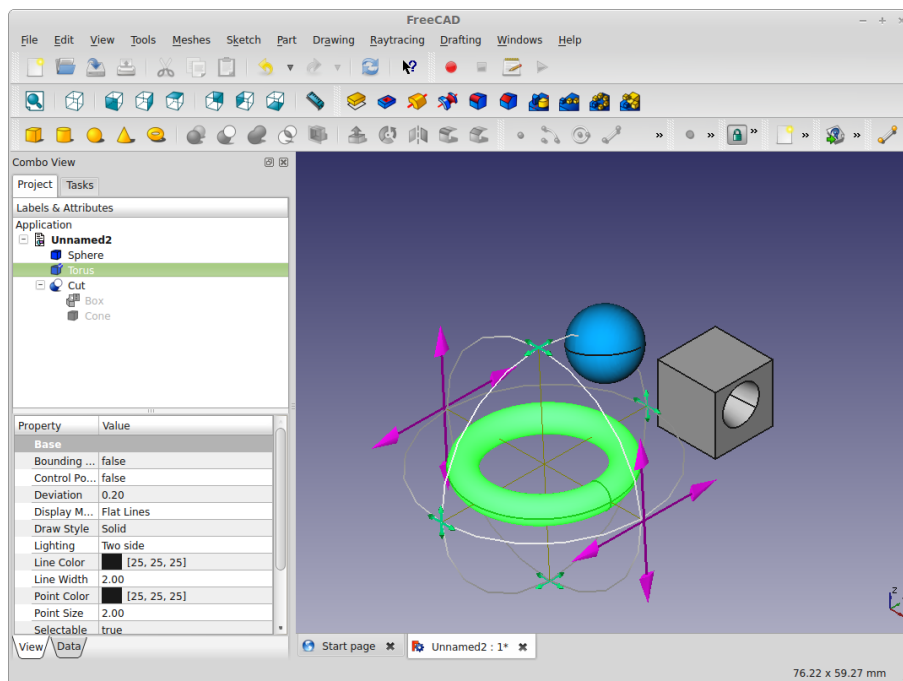 FreeCAD
File Edit View Tools Meshes Sketch Part Drawing Raytracing Drafting Windows Help
Combo View
Project Tasks
Labels & Attributes
Application
Unnamed2
Sphere
Torus
Cut
Box
Cone
Property Value
Base
Bounding ... false
Control Po... false
Deviation 0.20
Display M... Flat Lines
Draw Style Solid
Lighting Two side
Line Color [25, 25, 25]
Line Width 2.00
Point Color [25, 25, 25]
Point Size 2.00
Selectable true
View Data
Start page Unnamed2 : 1*
Z
76.22 x 59.27 mm